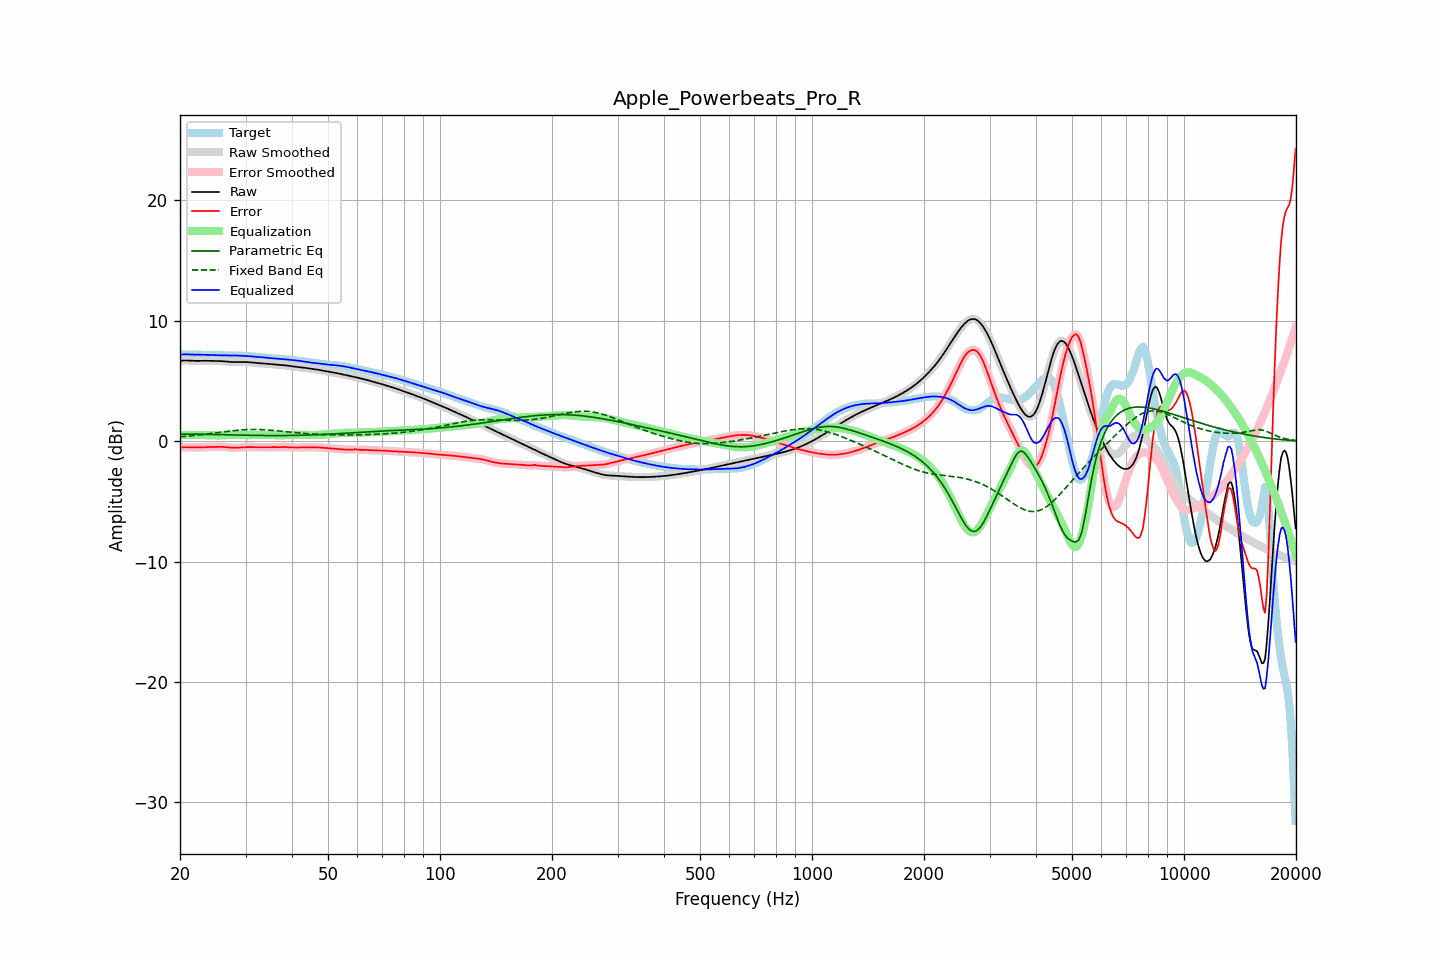 Apple_Powerbeats_Pro_R
Target
Raw Smoothed
Error Smoothed
Raw
Error
Equalization
Parametric Eq
Fixed Band Eq
Equalized
Amplitude (dBr)
20
10
0
−10
−20
−30
20 50 100 200 500 1000 2000 5000 10000 20000
Frequency (Hz)